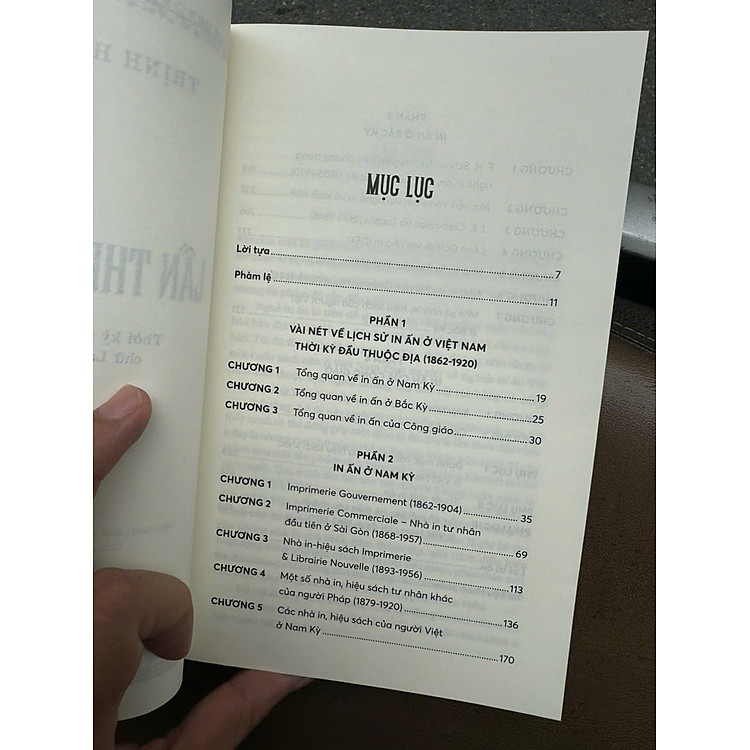 TRỊNH H
LẦN THE
Thời kỳ
chữ L
MỤC LỤC
Lời tựa 7
Phàm lệ 11
PHẦN 1
VÀI NÉT VỀ LỊCH SỬ IN ẤN Ở VIỆT NAM
THỜI KỲ ĐẦU THUỘC ĐỊA (1862-1920)
CHƯƠNG 1 Tổng quan về in ấn ở Nam Kỳ 19
CHƯƠNG 2 Tổng quan về in ấn ở Bắc Kỳ 25
CHƯƠNG 3 Tổng quan về in ấn của Công giáo 30
PHẦN 2
IN ẤN Ở NAM KỲ
CHƯƠNG 1 Imprimerie Gouvernement (1862-1904) 35
CHƯƠNG 2 Imprimerie Commerciale – Nhà in tư nhân
đầu tiên ở Sài Gòn (1868-1957) 69
CHƯƠNG 3 Nhà in-hiệu sách Imprimerie
& Librairie Nouvelle (1893-1956) 113
CHƯƠNG 4 Một số nhà in, hiệu sách tư nhân khác
của người Pháp (1879-1920) 136
CHƯƠNG 5 Các nhà in, hiệu sách của người Việt
ở Nam Kỳ 170